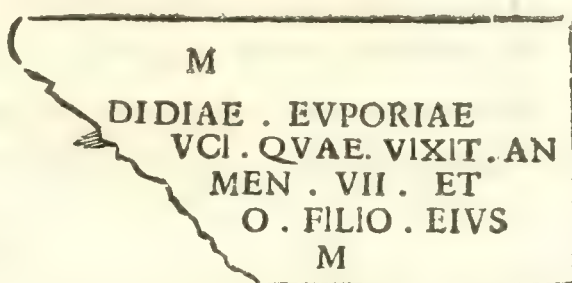 M
DIDIAE . EVPORIAE
VCI . QVAE . VIXIT . AN
MEN . VII . ET
O . FILIO . EIVS
M